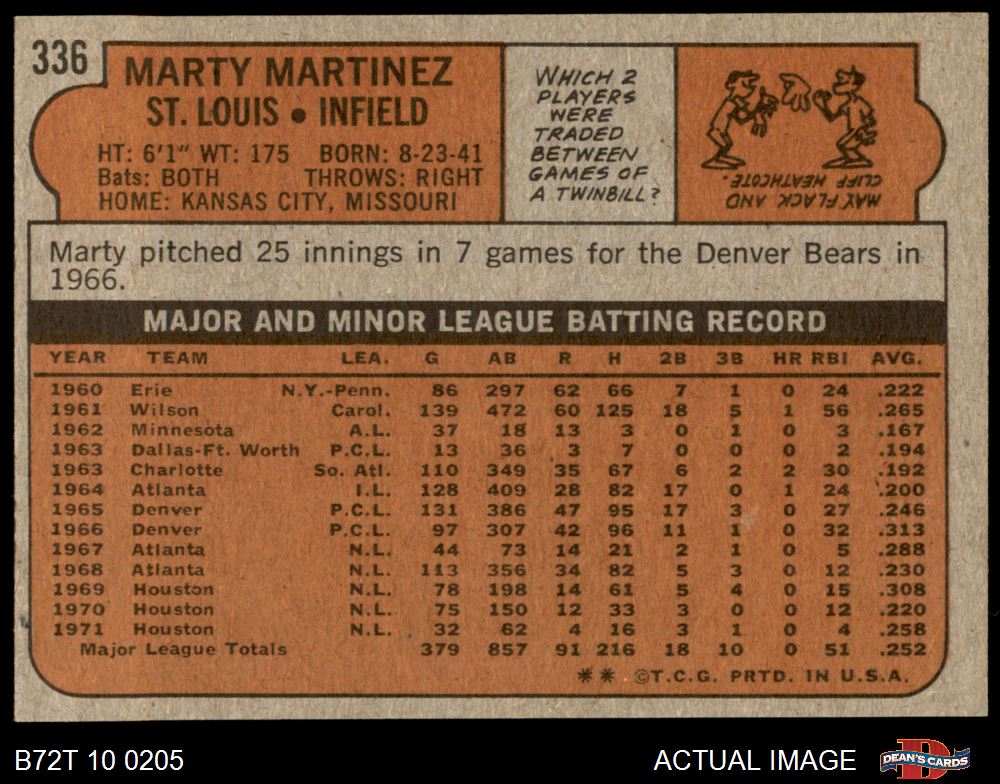 336
MARTY MARTINEZ
ST. LOUIS • INFIELD
HT: 6'1" WT: 175 BORN: 8-23-41
Bats: BOTH THROWS: RIGHT
HOME: KANSAS CITY, MISSOURI
WHICH 2
PLAYERS
WERE
TRADED
BETWEEN
GAMES OF
A TWINBILL?
MAX FLACK AND
CLIFF HEATHCOTE.
Marty pitched 25 innings in 7 games for the Denver Bears in
1966.
MAJOR AND MINOR LEAGUE BATTING RECORD
YEAR TEAM LEA. G AB R H 2B 3B HR RBI AVG.
1960 Erie N.Y.-Penn. 86 297 62 66 7 1 0 24 .222
1961 Wilson Carol. 139 472 60 125 18 5 1 56 .265
1962 Minnesota A.L. 37 18 13 3 0 1 0 3 .167
1963 Dallas-Ft. Worth P.C.L. 13 36 3 7 0 0 0 2 .194
1963 Charlotte So. Atl. 110 349 35 67 6 2 2 30 .192
1964 Atlanta I.L. 128 409 28 82 17 0 1 24 .200
1965 Denver P.C.L. 131 386 47 95 17 3 0 27 .246
1966 Denver P.C.L. 97 307 42 96 11 1 0 32 .313
1967 Atlanta N.L. 44 73 14 21 2 1 0 5 .288
1968 Atlanta N.L. 113 356 34 82 5 3 0 12 .230
1969 Houston N.L. 78 198 14 61 5 4 0 15 .308
1970 Houston N.L. 75 150 12 33 3 0 0 12 .220
1971 Houston N.L. 32 62 4 16 3 1 0 4 .258
Major League Totals 379 857 91 216 18 10 0 51 .252
** ©T.C.G. PRTD. IN U.S.A.
B72T 10 0205
ACTUAL IMAGE
D
DEAN'S CARDS